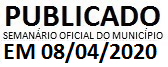 PUBLICADO
SEMANÁRIO OFICIAL DO MUNICÍPIO
EM 08/04/2020